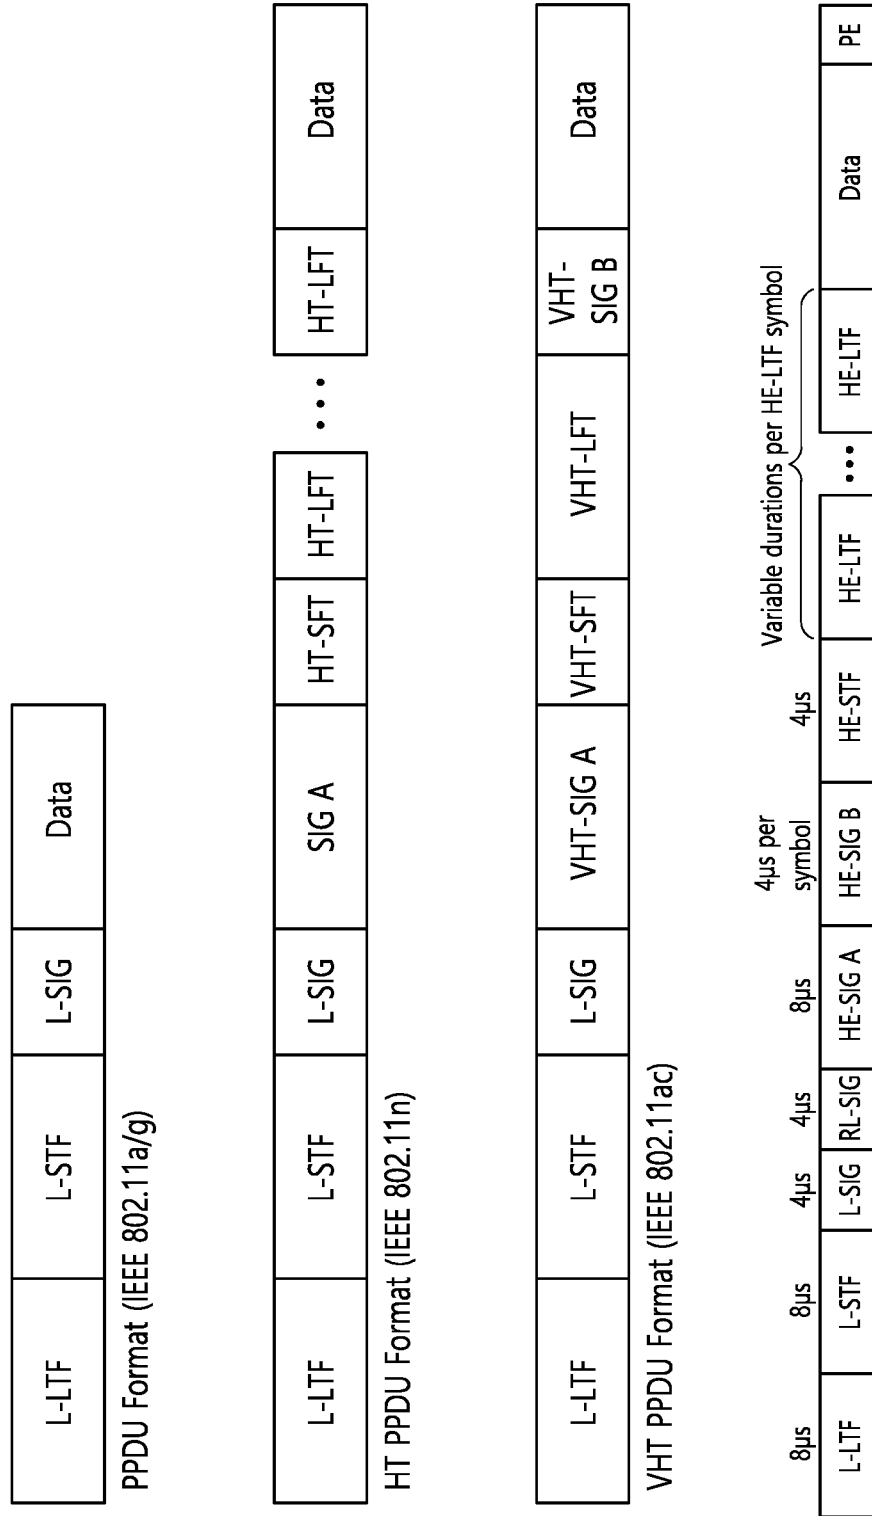 L-LTF L-STF L-SIG Data
PPDU Format (IEEE 802.11a/g)
L-LTF L-STF L-SIG SIG A HT-SFT HT-LFT ••• HT-LFT Data
HT PPDU Format (IEEE 802.11n)
L-LTF L-STF L-SIG VHT-SIG A VHT-SFT VHT-LFT VHT-
SIG B Data
VHT PPDU Format (IEEE 802.11ac)
4μs per
symbol
Variable durations per HE-LTF symbol
8μs 8μs 4μs 4μs 8μs 4μs
L-LTF L-STF L-SIG RL-SIG HE-SIG A HE-SIG B HE-STF HE-LTF ••• HE-LTF Data PE